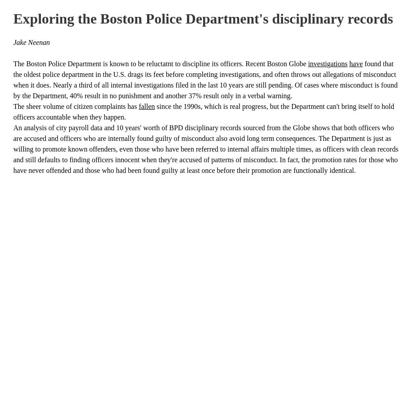 Exploring the Boston Police Department's disciplinary records
Jake Neenan
The Boston Police Department is known to be reluctamt to discipline its officers. Recent Boston Globe investigations have found that
the oldest police department in the U.S. drags its feet before completing investigations, and often throws out allegations of misconduct
when it does. Nearly a third of all internal investigations filed in the last 10 years are still pending. Of cases where misconduct is found
by the Department, 40% result in no punishment and another 37% result only in a verbal warning.
The sheer volume of citizen complaints has fallen since the 1990s, which is real progress, but the Department can't bring itself to hold
officers accountable when they happen.
An analysis of city payroll data and 10 years' worth of BPD disciplinary records sourced from the Globe shows that both officers who
are accused and officers who are internally found guilty of misconduct also avoid long term consequences. The Department is just as
willing to promote known offenders, even those who have been referred to internal affairs multiple times, as officers with clean records
and still defaults to finding officers innocent when they're accused of patterns of misconduct. In fact, the promotion rates for those who
have never offended and those who had been found guilty at least once before their promotion are functionally identical.